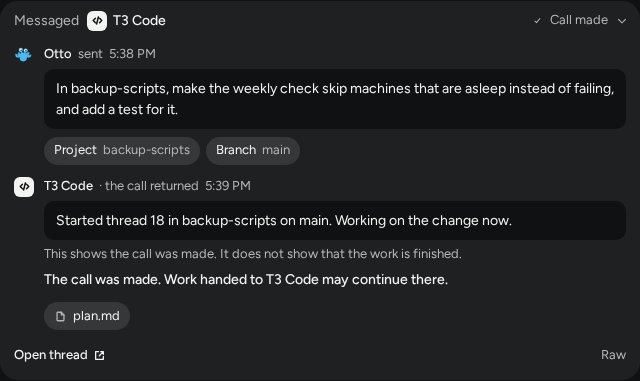 Messaged T3 Code Call made
Otto sent 5:38 PM
In backup-scripts, make the weekly check skip machines that are asleep instead of failing,
and add a test for it.
Project backup-scripts Branch main
T3 Code · the call returned 5:39 PM
Started thread 18 in backup-scripts on main. Working on the change now.
This shows the call was made. It does not show that the work is finished.
The call was made. Work handed to T3 Code may continue there.
plan.md
Open thread Raw